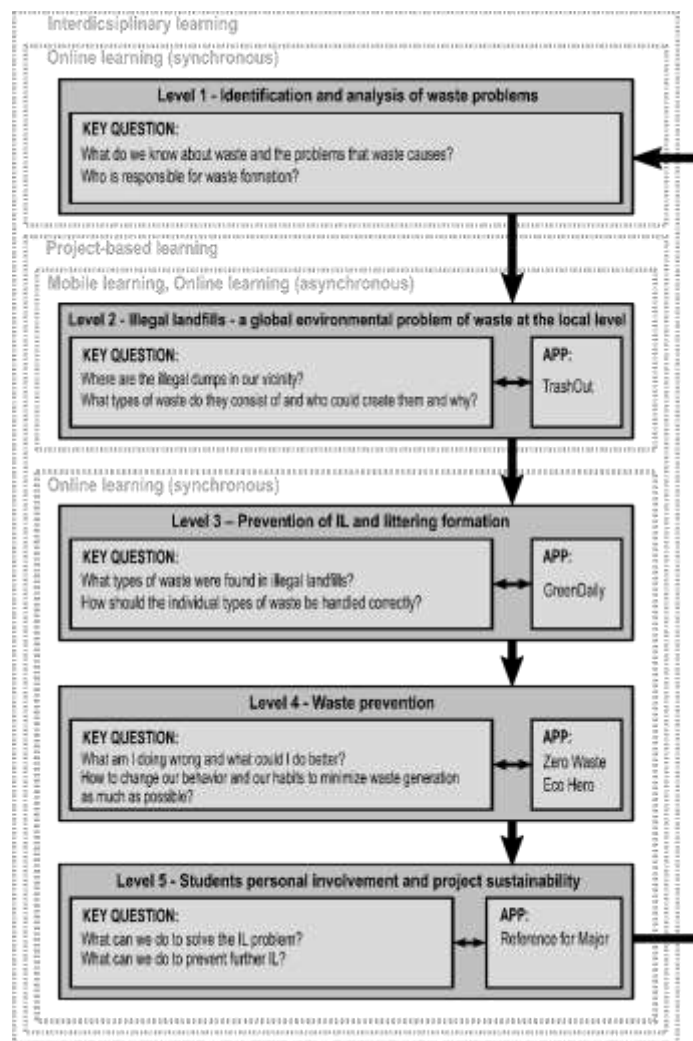 Interdicsiplinary learning
Online learning (synchronous)
Level 1 - Identification and analysis of waste problems
KEY QUESTION:
What do we know about waste and the problems that waste causes?
Who is responsible for waste formation?
Project-based learning
Mobile learning, Online learning (asynchronous)
Level 2 - Illegal landfills - a global environmental problem of waste at the local level
KEY QUESTION:
Where are the illegal dumps in our vicinity?
What types of waste do they consist of and who could create them and why?
APP:
TrashOut
Online learning (synchronous)
Level 3 – Prevention of IL and littering formation
KEY QUESTION:
What types of waste were found in illegal landfills?
How should the individual types of waste be handled correctly?
APP:
GreenDaily
Level 4 - Waste prevention
KEY QUESTION:
What am I doing wrong and what could I do better?
How to change our behavior and our habits to minimize waste generation
as much as possible?
APP:
Zero Waste
Eco Hero
Level 5 - Students personal involvement and project sustainability
KEY QUESTION:
What can we do to solve the IL problem?
What can we do to prevent further IL?
APP:
Reference for Major